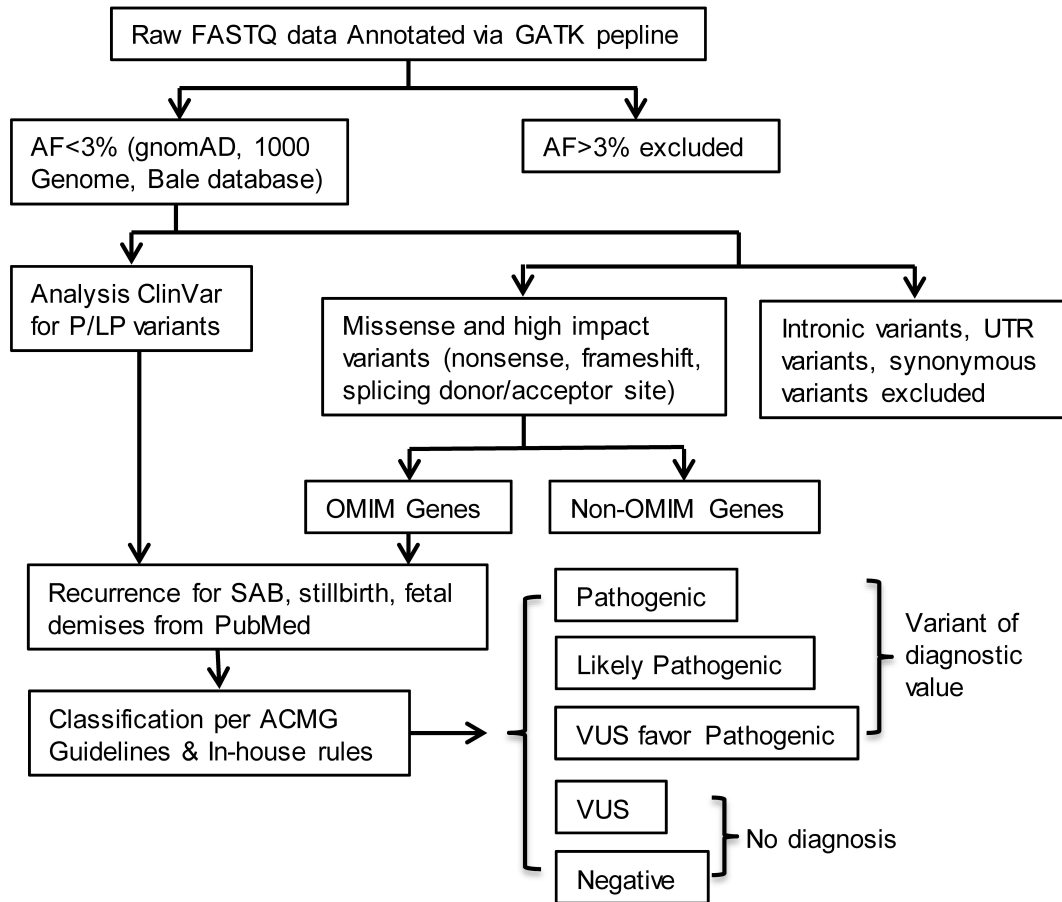 Raw FASTQ data Annotated via GATK pepline
AF<3% (gnomAD, 1000
Genome, Bale database)
AF>3% excluded
Analysis ClinVar
for P/LP variants
Missense and high impact
variants (nonsense, frameshift,
splicing donor/acceptor site)
Intronic variants, UTR
variants, synonymous
variants excluded
OMIM Genes
Non-OMIM Genes
Recurrence for SAB, stillbirth, fetal
demises from PubMed
Classification per ACMG
Guidelines & In-house rules
Pathogenic
Likely Pathogenic
VUS favor Pathogenic
VUS
Negative
Variant of
diagnostic
value
No diagnosis